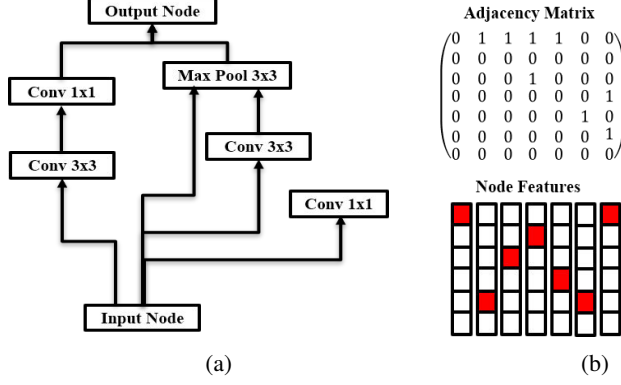 Output Node
Max Pool 3x3
Conv 1x1
Conv 3x3
Conv 3x3
Conv 1x1
Input Node
(a)
Adjacency Matrix
0 1 1 1 1 0 0
0 0 0 0 0 0 0
0 0 0 1 0 0 0
0 0 0 0 0 0 1
0 0 0 0 0 1 0
0 0 0 0 0 0 1
0 0 0 0 0 0 0
Node Features
(b)